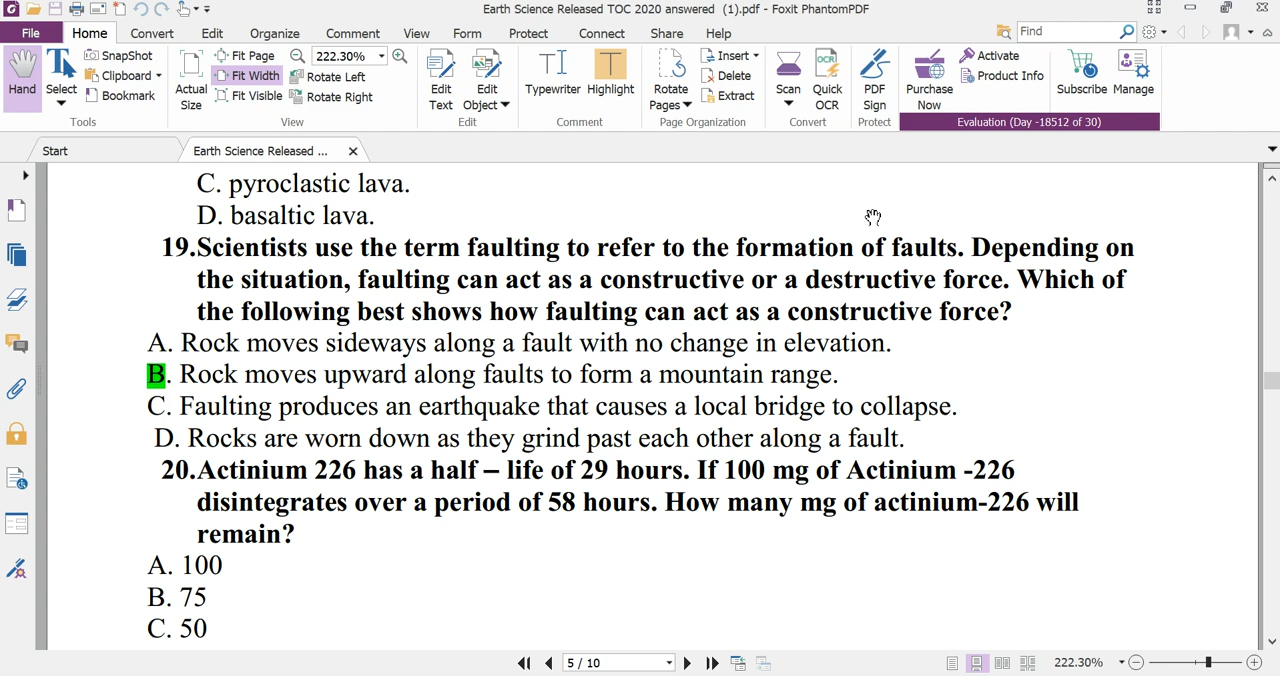 Earth Science Released TOC 2020 answered (1).pdf - Foxit PhantomPDF
File Home Convert Edit Organize Comment View Form Protect Connect Share Help Find
SnapShot Fit Page 222.30% Insert Activate
Hand Select Clipboard Actual Size Fit Width Rotate Left Edit Text Edit Object Typewriter Highlight Rotate Pages Delete Scan Quick OCR PDF Sign Purchase Now Product Info Subscribe Manage
Bookmark Fit Visible Rotate Right Extract
Tools View Edit Comment Page Organization Convert Protect Evaluation (Day -18512 of 30)
Start Earth Science Released ...
C. pyroclastic lava.
D. basaltic lava.
19.Scientists use the term faulting to refer to the formation of faults. Depending on
the situation, faulting can act as a constructive or a destructive force. Which of
the following best shows how faulting can act as a constructive force?
A. Rock moves sideways along a fault with no change in elevation.
B. Rock moves upward along faults to form a mountain range.
C. Faulting produces an earthquake that causes a local bridge to collapse.
D. Rocks are worn down as they grind past each other along a fault.
20.Actinium 226 has a half – life of 29 hours. If 100 mg of Actinium -226
disintegrates over a period of 58 hours. How many mg of actinium-226 will
remain?
A. 100
B. 75
C. 50
5 / 10 222.30%